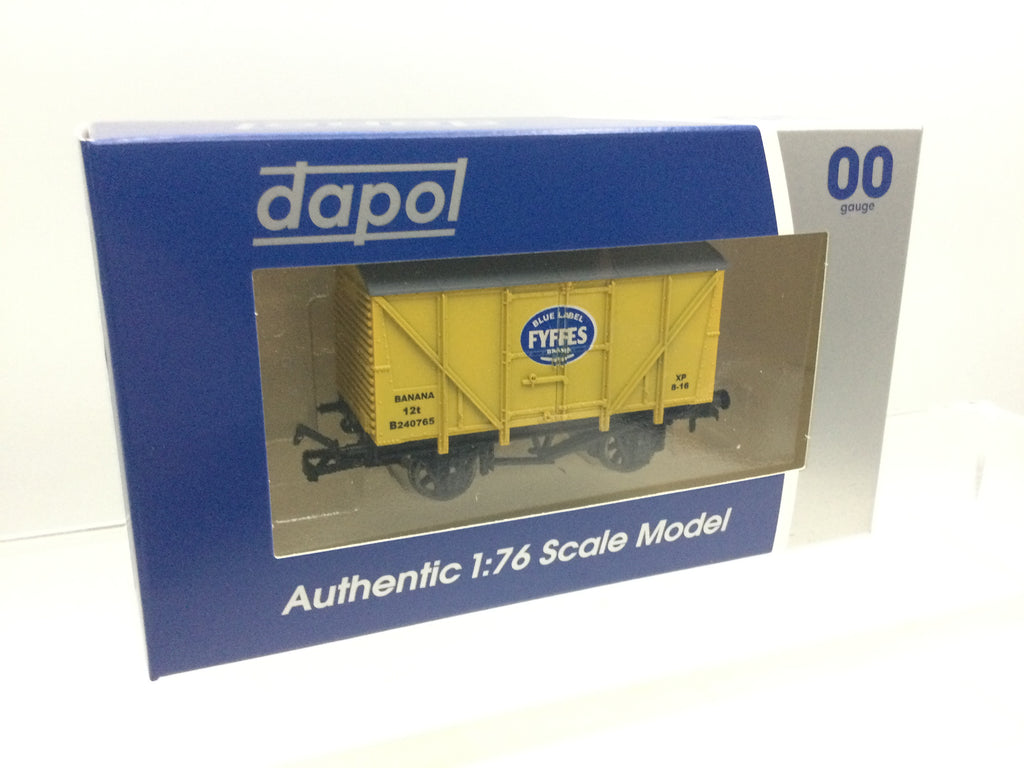 dapol
00
gauge
BLUE LABEL
FYFFES
BRAND
BANANA
12t
B240765
XP
8-16
Authentic 1:76 Scale Model